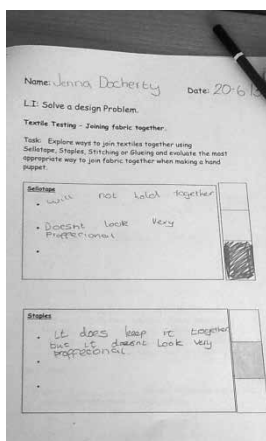 Name: Jenna Docherty Date: 20-6
L.I: Solve a design Problem.
Textile Testing - Joining fabric together.
Task: Explore ways to join textiles together using
Sellotape, Staples, Stitching or Glueing and evaluate the most
appropriate way to join fabric together when making a hand
puppet.
Sellotape
• Will not hold together
• Doesnt look very
Proffecional
•
Staples
• It does keep it together
but it doesnt look very
proffecional
•
•